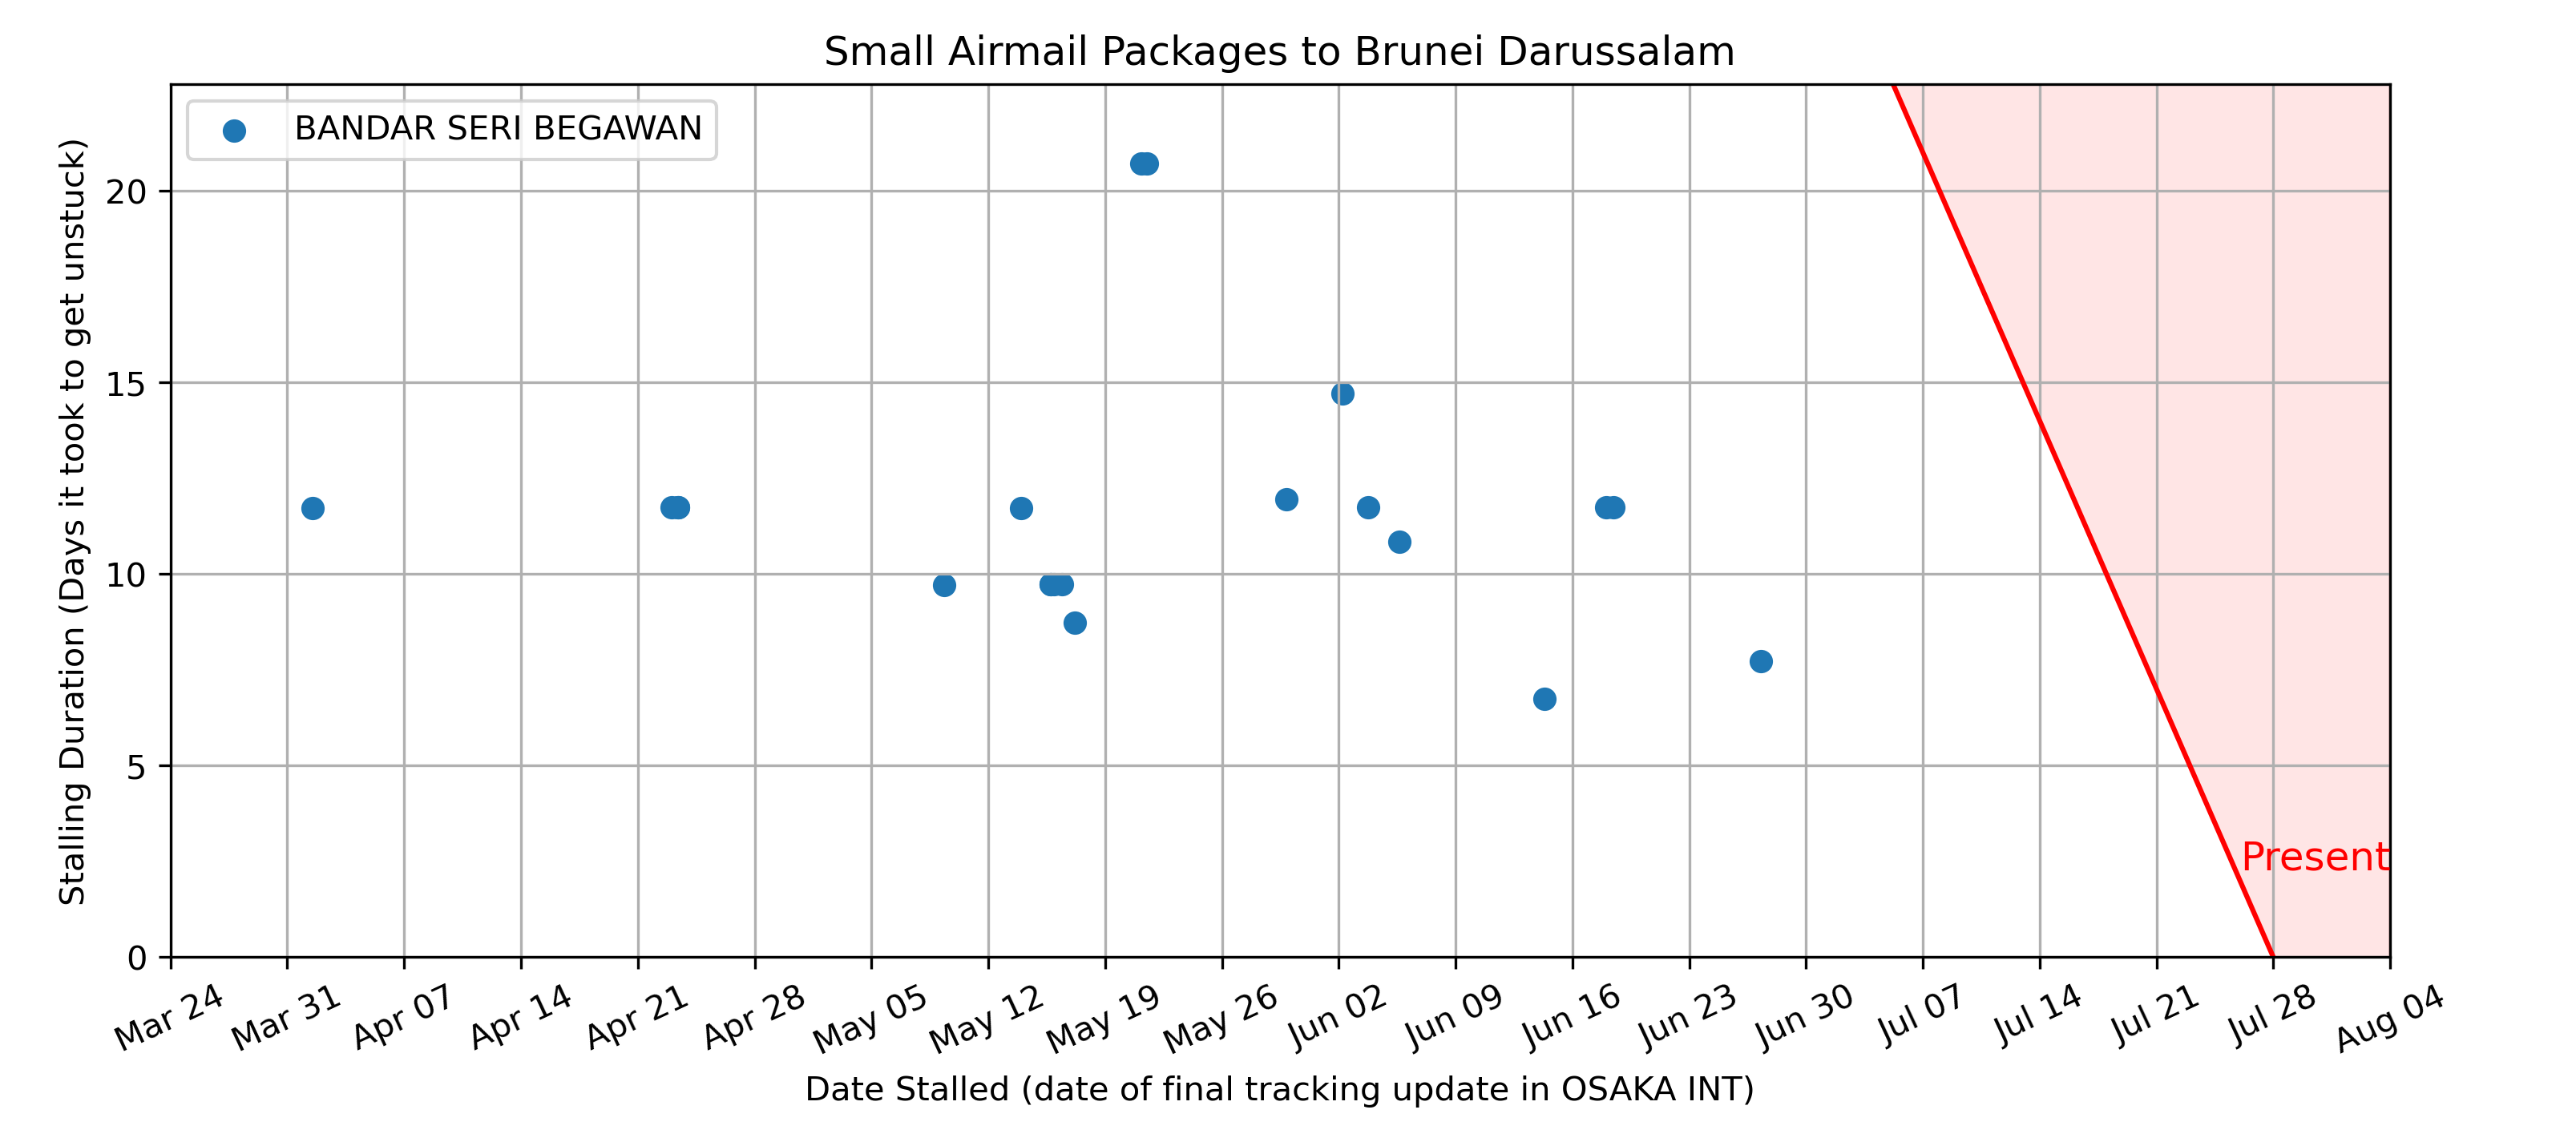 Small Airmail Packages to Brunei Darussalam
BANDAR SERI BEGAWAN
Stalling Duration (Days it took to get unstuck)
20
15
10
5
0
Present
Mar 24 Mar 31 Apr 07 Apr 14 Apr 21 Apr 28 May 05 May 12 May 19 May 26 Jun 02 Jun 09 Jun 16 Jun 23 Jun 30 Jul 07 Jul 14 Jul 21 Jul 28 Aug 04
Date Stalled (date of final tracking update in OSAKA INT)